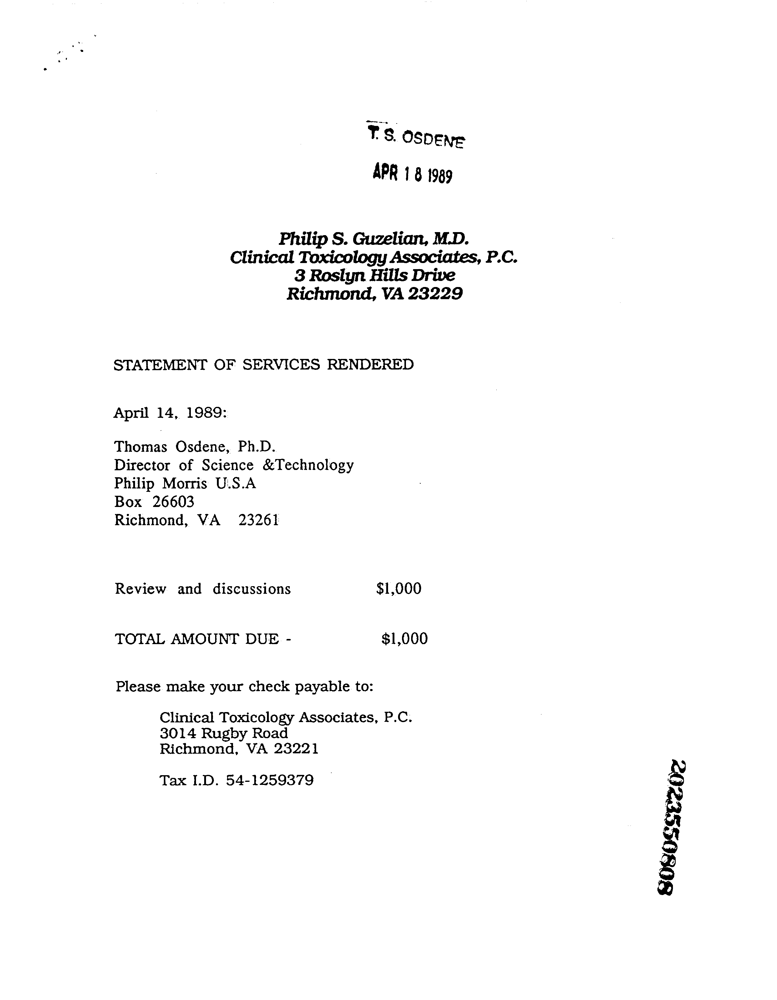 T. S. OSDENE
APR 18 1989
Philip S. Guzelian, M.D.
Clinical Toxicology Associates, P.C.
3 Roslyn Hills Drive
Richmond, VA 23229
STATEMENT OF SERVICES RENDERED
April 14, 1989:
Thomas Osdene, Ph.D.
Director of Science &Technology
Philip Morris U.S.A
Box 26603
Richmond, VA 23261
Review and discussions $1,000
TOTAL AMOUNT DUE - $1,000
Please make your check payable to:
Clinical Toxicology Associates, P.C.
3014 Rugby Road
Richmond, VA 23221
Tax I.D. 54-1259379
2023550808